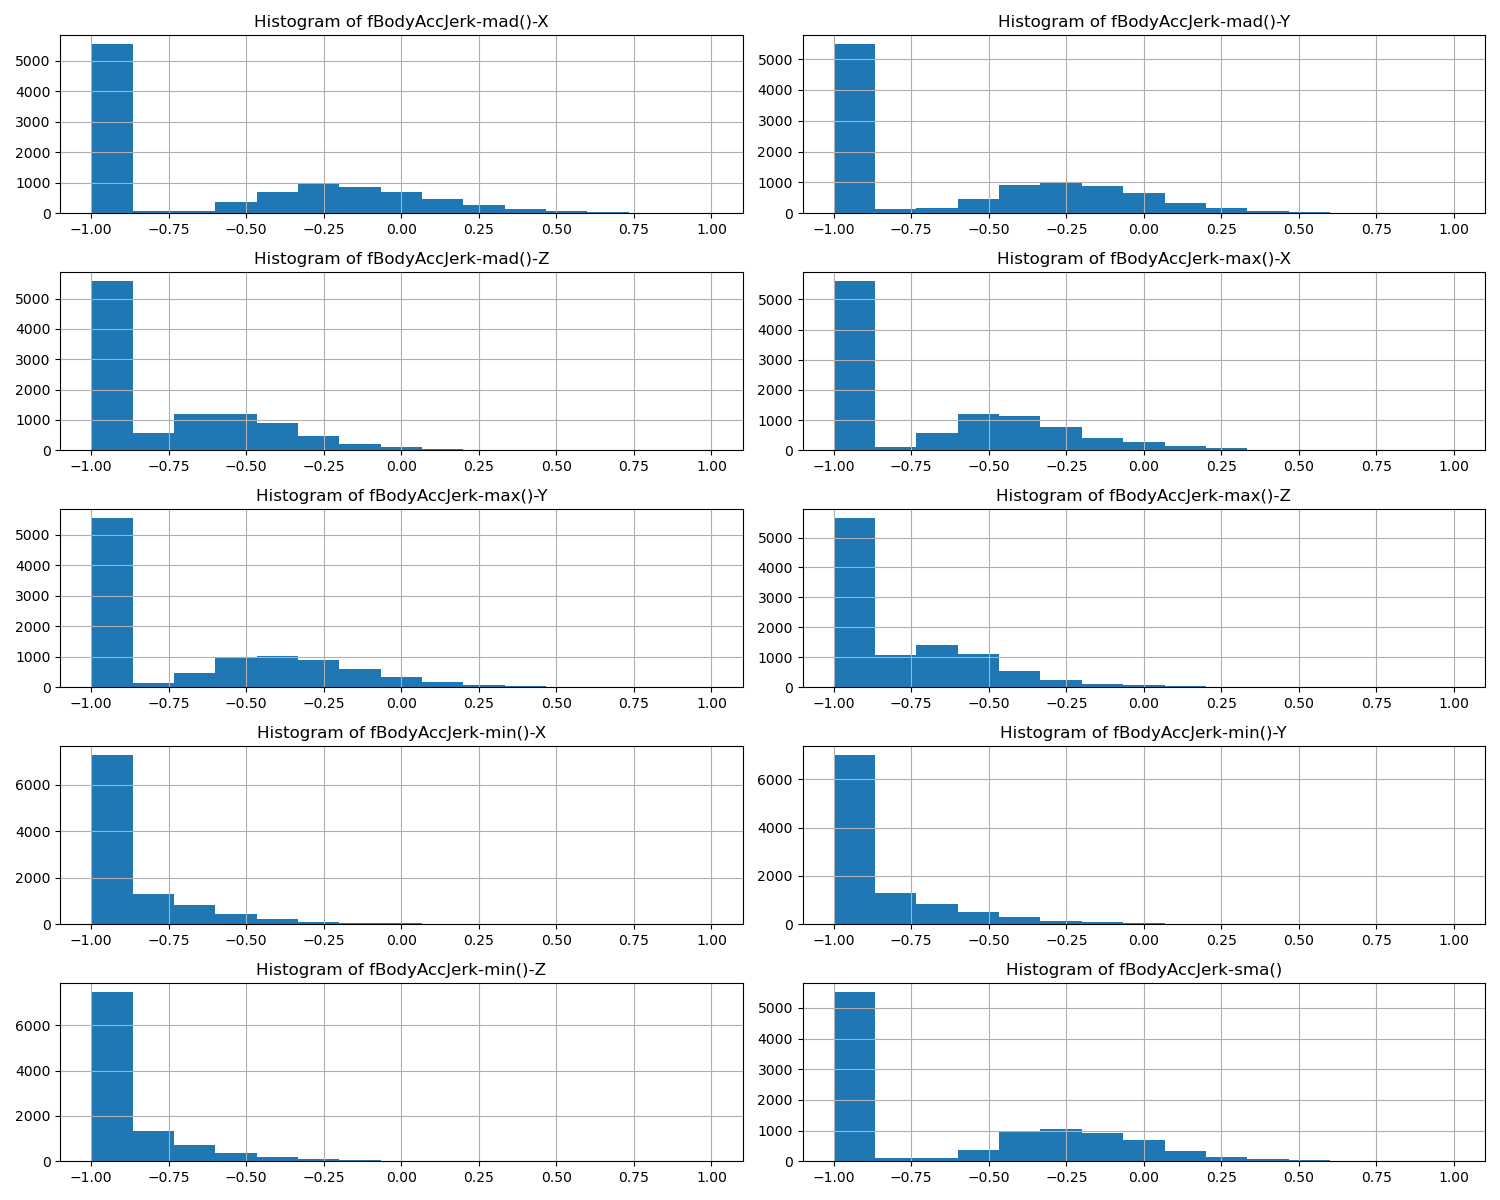 Histogram of fBodyAccJerk-mad()-X
5000
4000
3000
2000
1000
0
−1.00 −0.75 −0.50 −0.25 0.00 0.25 0.50 0.75 1.00
Histogram of fBodyAccJerk-mad()-Y
5000
4000
3000
2000
1000
0
−1.00 −0.75 −0.50 −0.25 0.00 0.25 0.50 0.75 1.00
Histogram of fBodyAccJerk-mad()-Z
5000
4000
3000
2000
1000
0
−1.00 −0.75 −0.50 −0.25 0.00 0.25 0.50 0.75 1.00
Histogram of fBodyAccJerk-max()-X
5000
4000
3000
2000
1000
0
−1.00 −0.75 −0.50 −0.25 0.00 0.25 0.50 0.75 1.00
Histogram of fBodyAccJerk-max()-Y
5000
4000
3000
2000
1000
0
−1.00 −0.75 −0.50 −0.25 0.00 0.25 0.50 0.75 1.00
Histogram of fBodyAccJerk-max()-Z
5000
4000
3000
2000
1000
0
−1.00 −0.75 −0.50 −0.25 0.00 0.25 0.50 0.75 1.00
Histogram of fBodyAccJerk-min()-X
6000
4000
2000
0
−1.00 −0.75 −0.50 −0.25 0.00 0.25 0.50 0.75 1.00
Histogram of fBodyAccJerk-min()-Y
6000
4000
2000
0
−1.00 −0.75 −0.50 −0.25 0.00 0.25 0.50 0.75 1.00
Histogram of fBodyAccJerk-min()-Z
6000
4000
2000
0
−1.00 −0.75 −0.50 −0.25 0.00 0.25 0.50 0.75 1.00
Histogram of fBodyAccJerk-sma()
5000
4000
3000
2000
1000
0
−1.00 −0.75 −0.50 −0.25 0.00 0.25 0.50 0.75 1.00